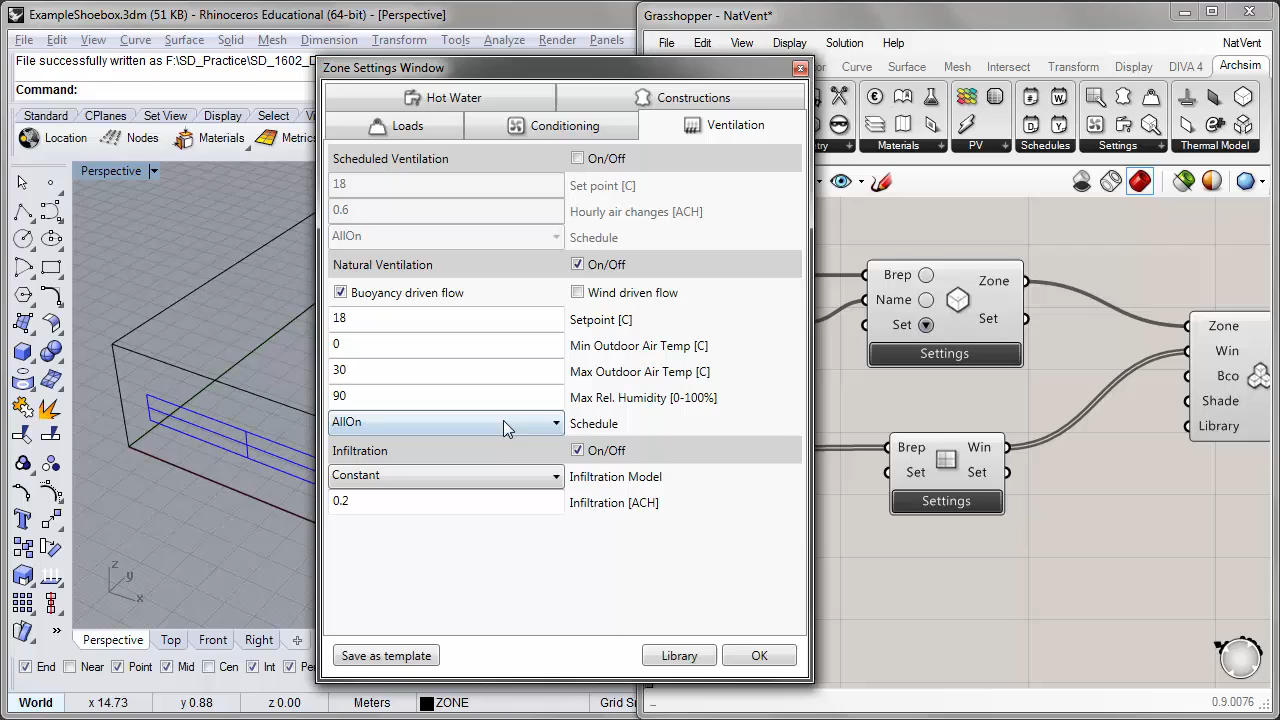 ExampleShoebox.3dm (51 KB) - Rhinoceros Educational (64-bit) - [Perspective]
File Edit View Curve Surface Solid Mesh Dimension Transform Tools Analyze Render Panels
File successfully written as F:\SD_Practice\SD_1602_D
Command:
Standard CPlanes Set View Display Select
Location Nodes Materials Metrics
Perspective
z
y
x
Perspective Top Front Right
End Near Point Mid Cen Int
World x 14.73 y 0.88 z 0.00 Meters ZONE Grid Sn
Zone Settings Window
Hot Water Constructions
Loads Conditioning Ventilation
Scheduled Ventilation On/Off
18 Set point [C]
0.6 Hourly air changes [ACH]
AllOn Schedule
Natural Ventilation On/Off
Buoyancy driven flow Wind driven flow
18 Setpoint [C]
0 Min Outdoor Air Temp [C]
30 Max Outdoor Air Temp [C]
90 Max Rel. Humidity [0-100%]
AllOn Schedule
Infiltration On/Off
Constant Infiltration Model
0.2 Infiltration [ACH]
Save as template Library OK
Grasshopper - NatVent*
File Edit View Display Solution Help NatVent
Curve Surface Mesh Intersect Transform Display DIVA 4 Archsim
Materials PV Schedules Settings Thermal Model
Brep
Name
Set
Zone
Set
Settings
Brep
Set
Win
Set
Settings
Zone
Win
Bco
Shade
Library
0.9.0076